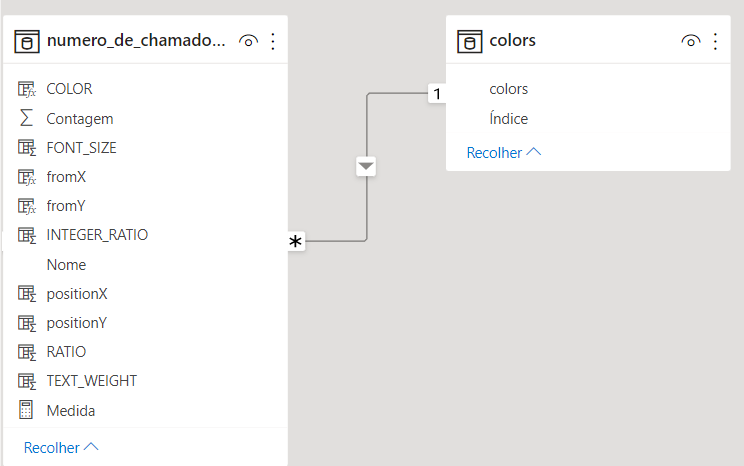 numero_de_chamado...
COLOR
Contagem
FONT_SIZE
fromX
fromY
INTEGER_RATIO
Nome
positionX
positionY
RATIO
TEXT_WEIGHT
Medida
Recolher
*
1
colors
colors
Índice
Recolher